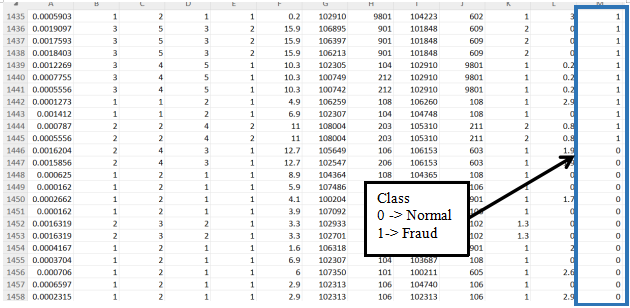 A B C D E F G H I J K L M
1435 0.0005903 1 2 1 1 0.2 102910 9801 104223 602 1 3 1
1436 0.0019097 3 5 3 2 15.9 106895 901 101848 609 2 0 1
1437 0.0017593 3 5 3 2 15.9 106397 901 101848 609 2 0 1
1438 0.0018403 3 5 3 2 15.9 106213 901 101848 609 2 0 1
1439 0.0012269 3 4 5 1 10.3 102305 104 102910 9801 1 0.2 1
1440 0.0007755 3 4 5 1 10.3 100749 212 102910 9801 1 0.2 1
1441 0.0005556 3 4 5 1 10.3 100742 212 102910 9801 1 0.2 1
1442 0.0001273 1 1 2 1 4.9 106259 108 106260 108 1 2.9 1
1443 0.001412 1 1 2 1 6.9 102307 104 104748 108 1 0 1
1444 0.000787 2 2 4 2 11 108004 203 105310 211 2 0.8 1
1445 0.0005556 2 2 4 2 11 108004 203 105310 211 2 0.8 1
1446 0.0016204 2 4 3 1 12.7 105649 106 106153 603 1 1.9 0
1447 0.0015856 2 4 3 1 12.7 102547 206 106153 603 1 0
1448 0.000625 1 2 1 1 8.9 104364 108 104365 108 1 0 0
1449 0.000162 1 2 1 1 5.9 107486 106 1 0 0
1450 0.0002662 1 2 1 1 4.1 100204 901 1 1.7 0
1451 0.000162 1 2 1 1 3.9 107092 1 0 0
1452 0.0016319 2 3 2 1 3.3 102933 102 1.3 0 0
1453 0.0016319 2 3 2 1 3.3 102701 102 1.3 0 0
1454 0.0004167 1 2 1 1 1.6 106318 901 1 2 0
1455 0.0003704 1 2 1 1 6.9 102307 104 103687 108 1 0 0
1456 0.000706 1 2 1 1 6 107350 101 100211 605 1 2.6 0
1457 0.0006597 1 2 1 1 2.9 102313 106 104740 106 1 0 0
1458 0.0002315 1 2 1 1 2.9 102313 106 102313 106 1 2.9 0
Class
0 -> Normal
1-> Fraud